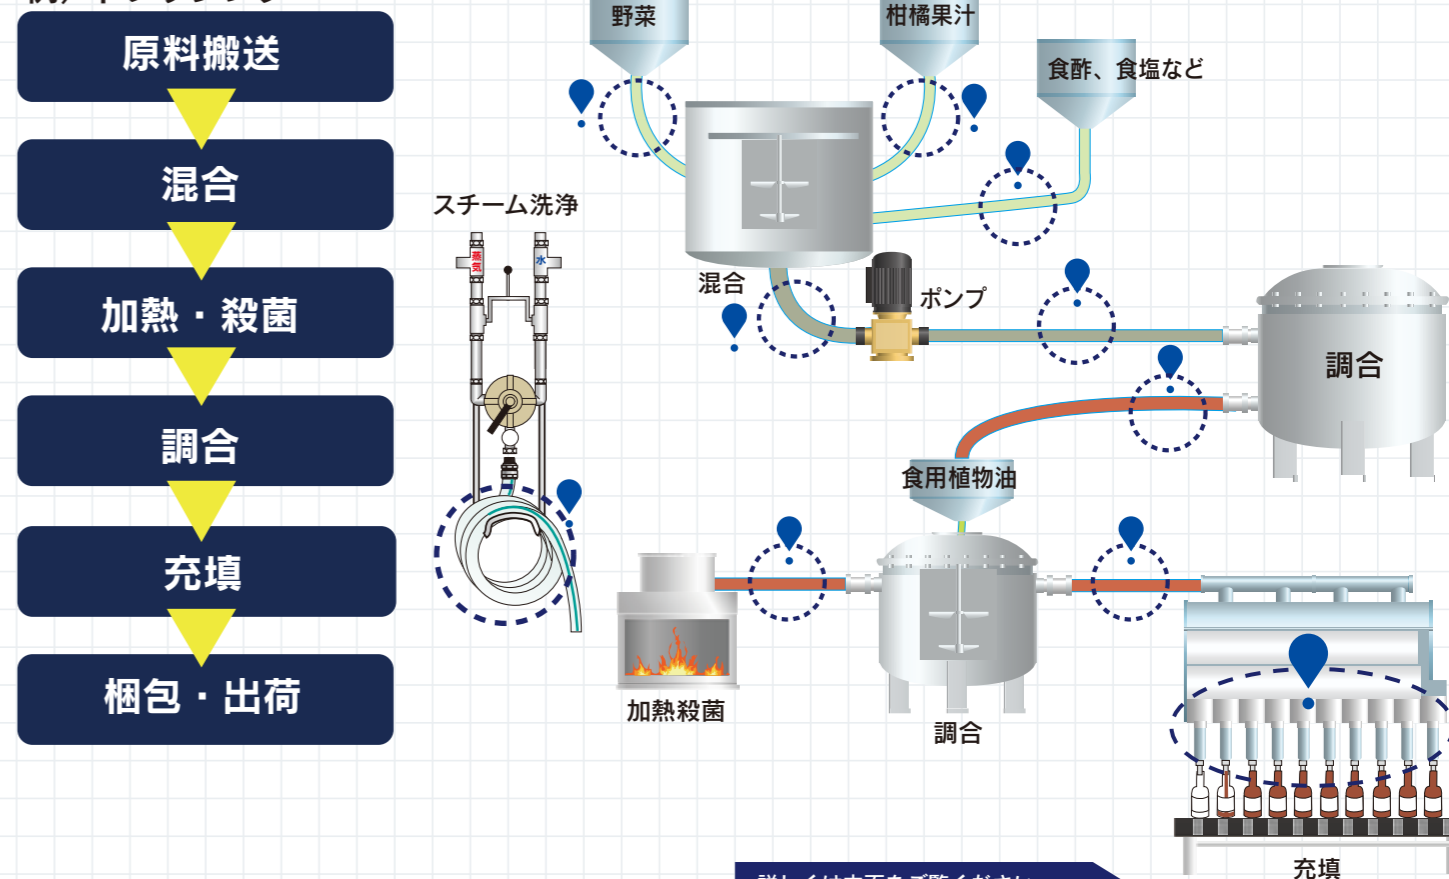 原料搬送
混合
加熱・殺菌
調合
充填
梱包・出荷
野菜
柑橘果汁
食酢、食塩など
スチーム洗浄
蒸気
水
混合
ポンプ
調合
食用植物油
加熱殺菌
調合
充填